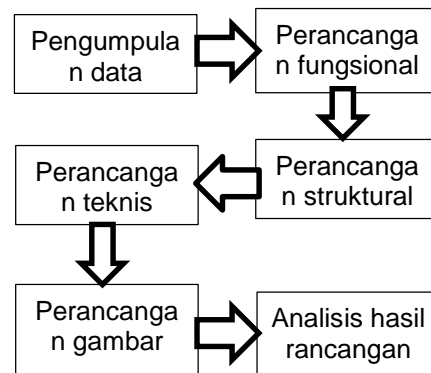 Pengumpula
n data
Perancanga
n fungsional
Perancanga
n struktural
Perancanga
n teknis
Perancanga
n gambar
Analisis hasil
rancangan